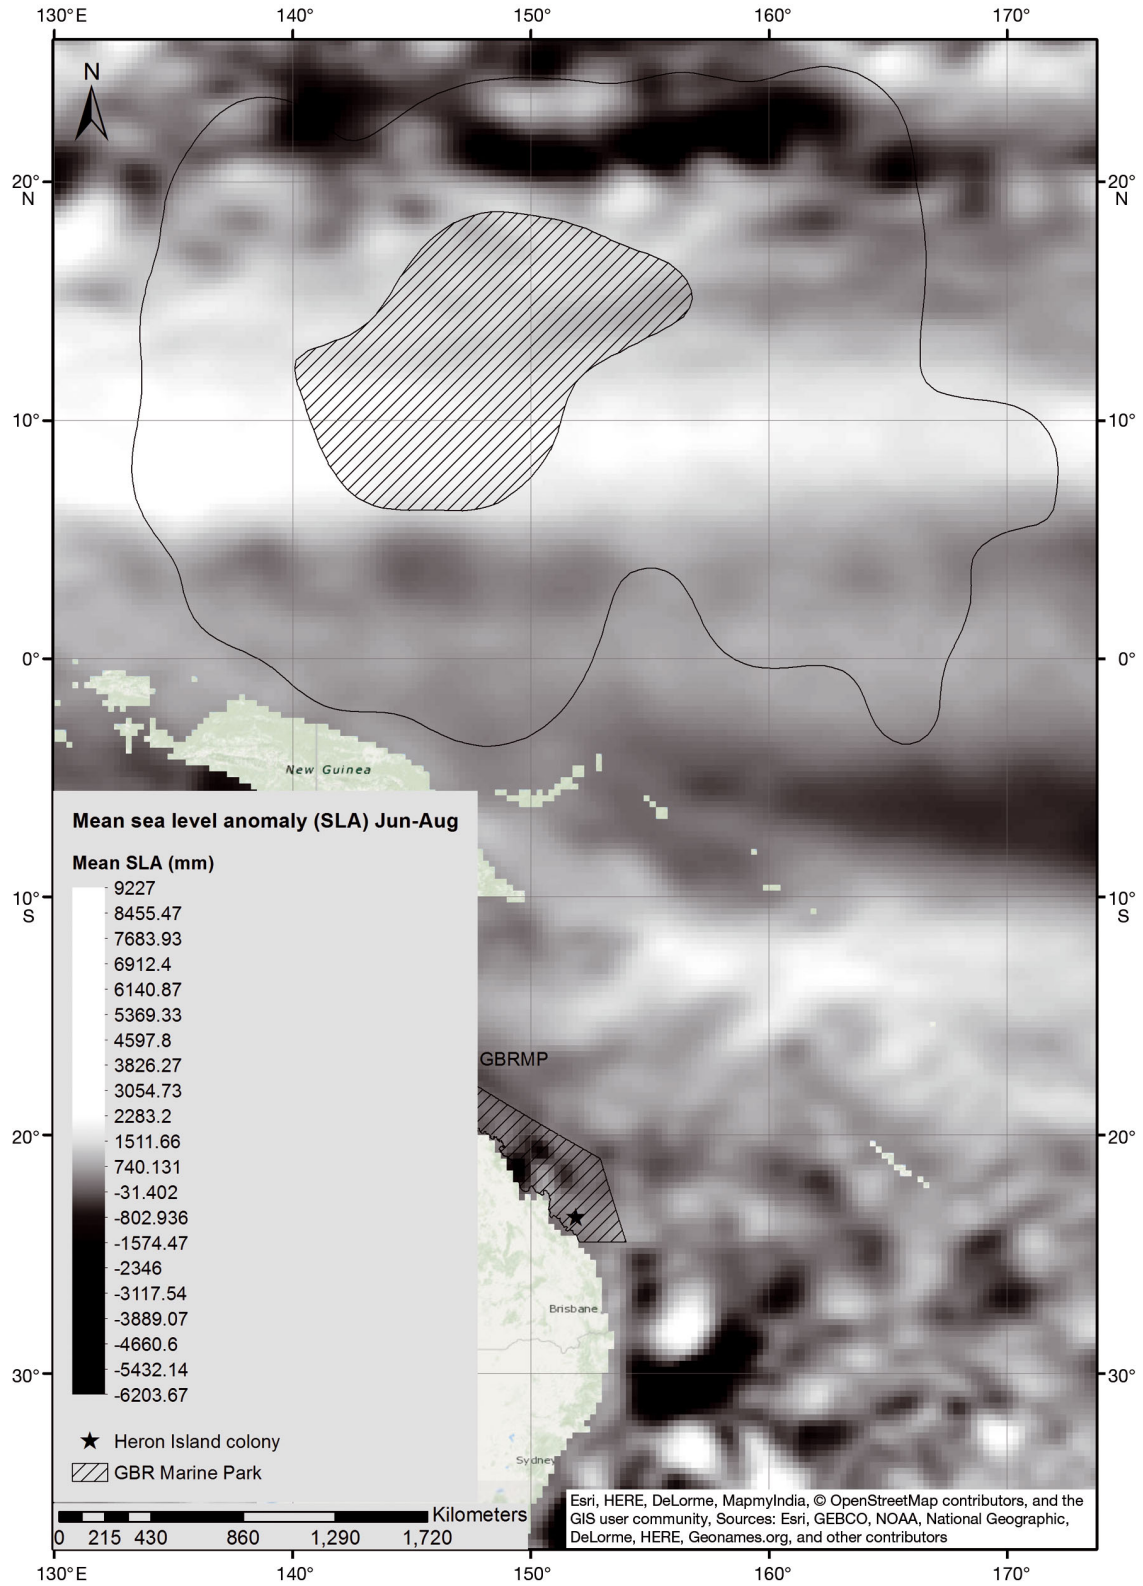 130°E 140° 150° 160° 170°
N
20° 20°
N N
10° 10°
0° 0°
New Guinea
Mean sea level anomaly (SLA) Jun-Aug
Mean SLA (mm)
9227
8455.47
10° 10°
S S
7683.93
6912.4
6140.87
5369.33
4597.8
GBRMP
3826.27
3054.73
2283.2
20° 20°
1511.66
740.131
-31.402
-802.936
-1574.47
-2346
-3117.54
Brisbane
-3889.07
-4660.6
30° 30°
-5432.14
-6203.67
Heron Island colony
Sydney
GBR Marine Park
Kilometers
0 215 430 860 1,290 1,720
Esri, HERE, DeLorme, MapmyIndia, © OpenStreetMap contributors, and the
GIS user community, Sources: Esri, GEBCO, NOAA, National Geographic,
DeLorme, HERE, Geonames.org, and other contributors
130°E 140° 150° 160° 170°